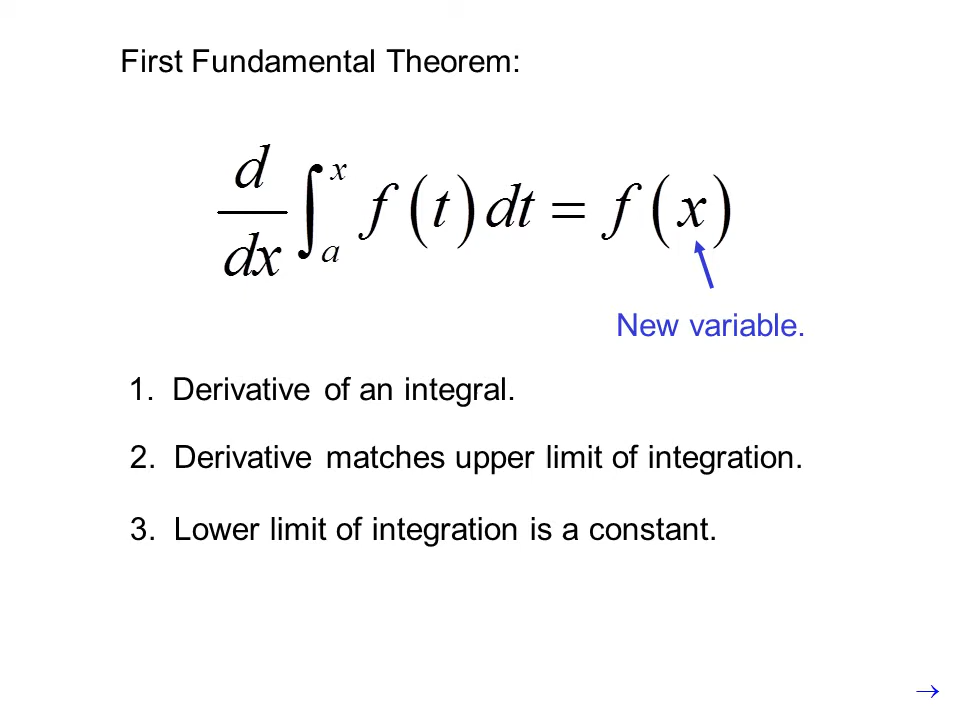 First Fundamental Theorem:
d/dx ∫ₐˣ f(t)dt = f(x)
New variable.
1. Derivative of an integral.
2. Derivative matches upper limit of integration.
3. Lower limit of integration is a constant.
→